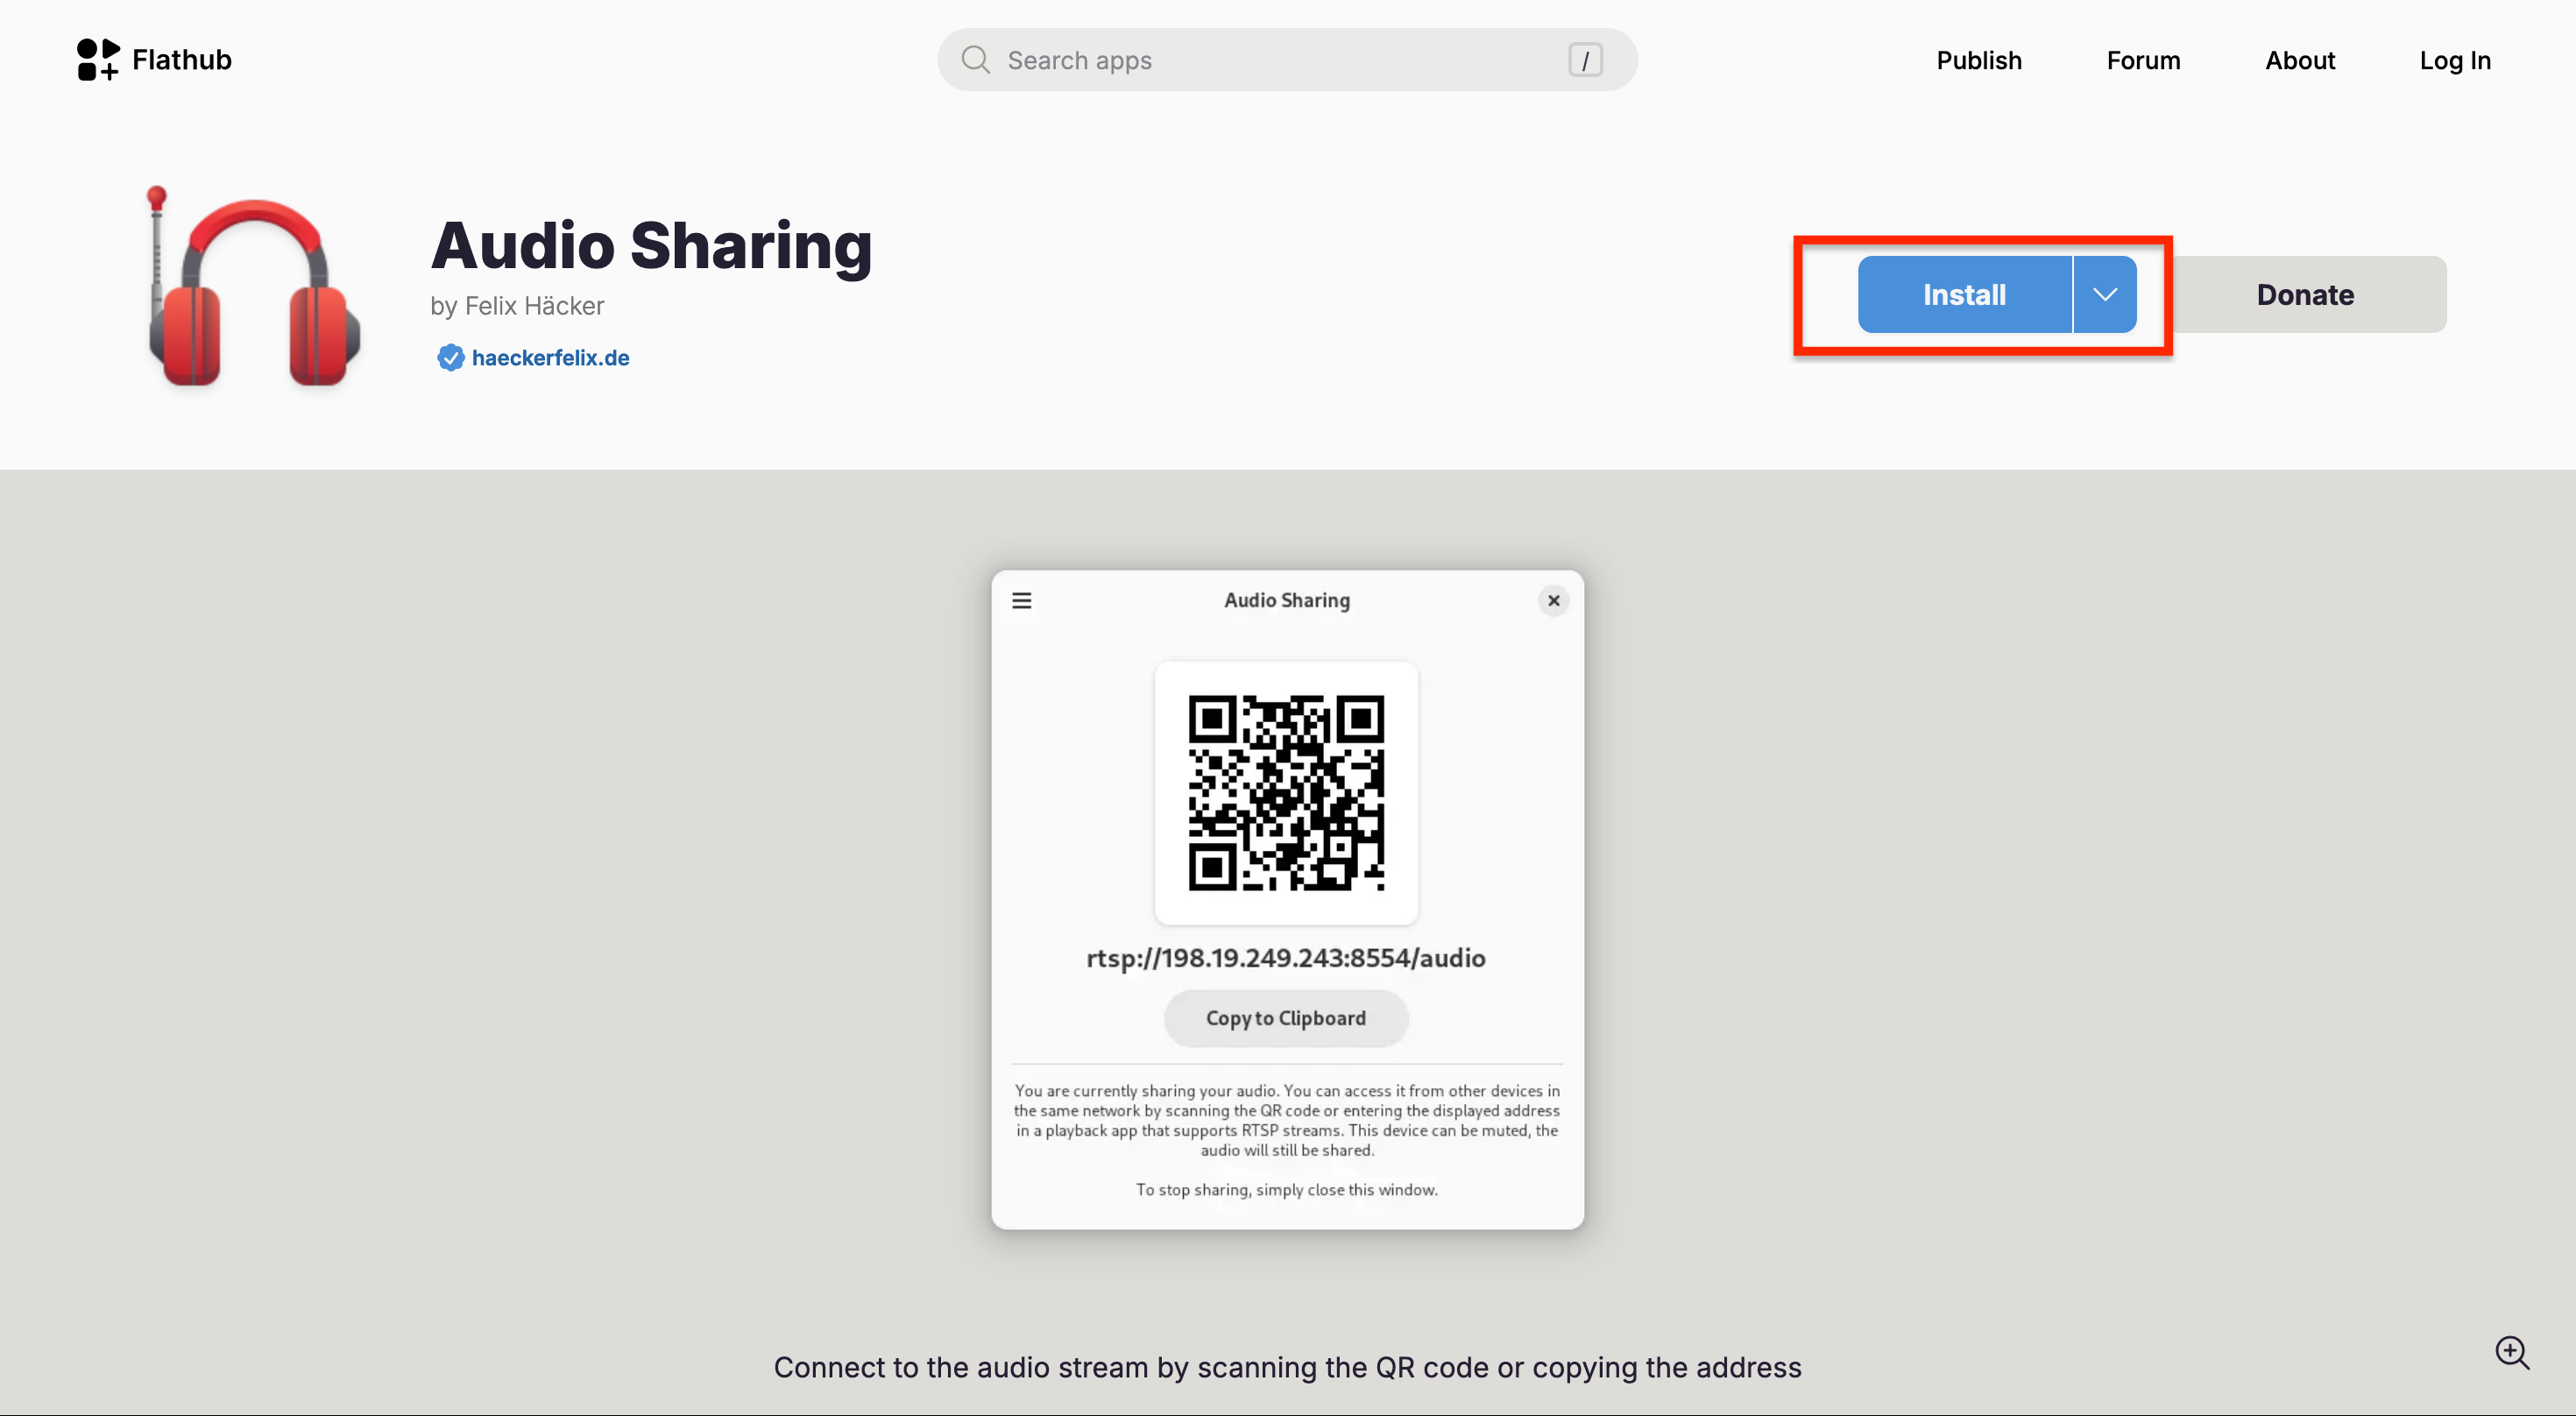 Flathub
Search apps
/
Publish
Forum
About
Log In
Audio Sharing
by Felix Häcker
haeckerfelix.de
Install
Donate
Audio Sharing
rtsp://198.19.249.243:8554/audio
Copy to Clipboard
You are currently sharing your audio. You can access it from other devices in
the same network by scanning the QR code or entering the displayed address
in a playback app that supports RTSP streams. This device can be muted, the
audio will still be shared.
To stop sharing, simply close this window.
Connect to the audio stream by scanning the QR code or copying the address